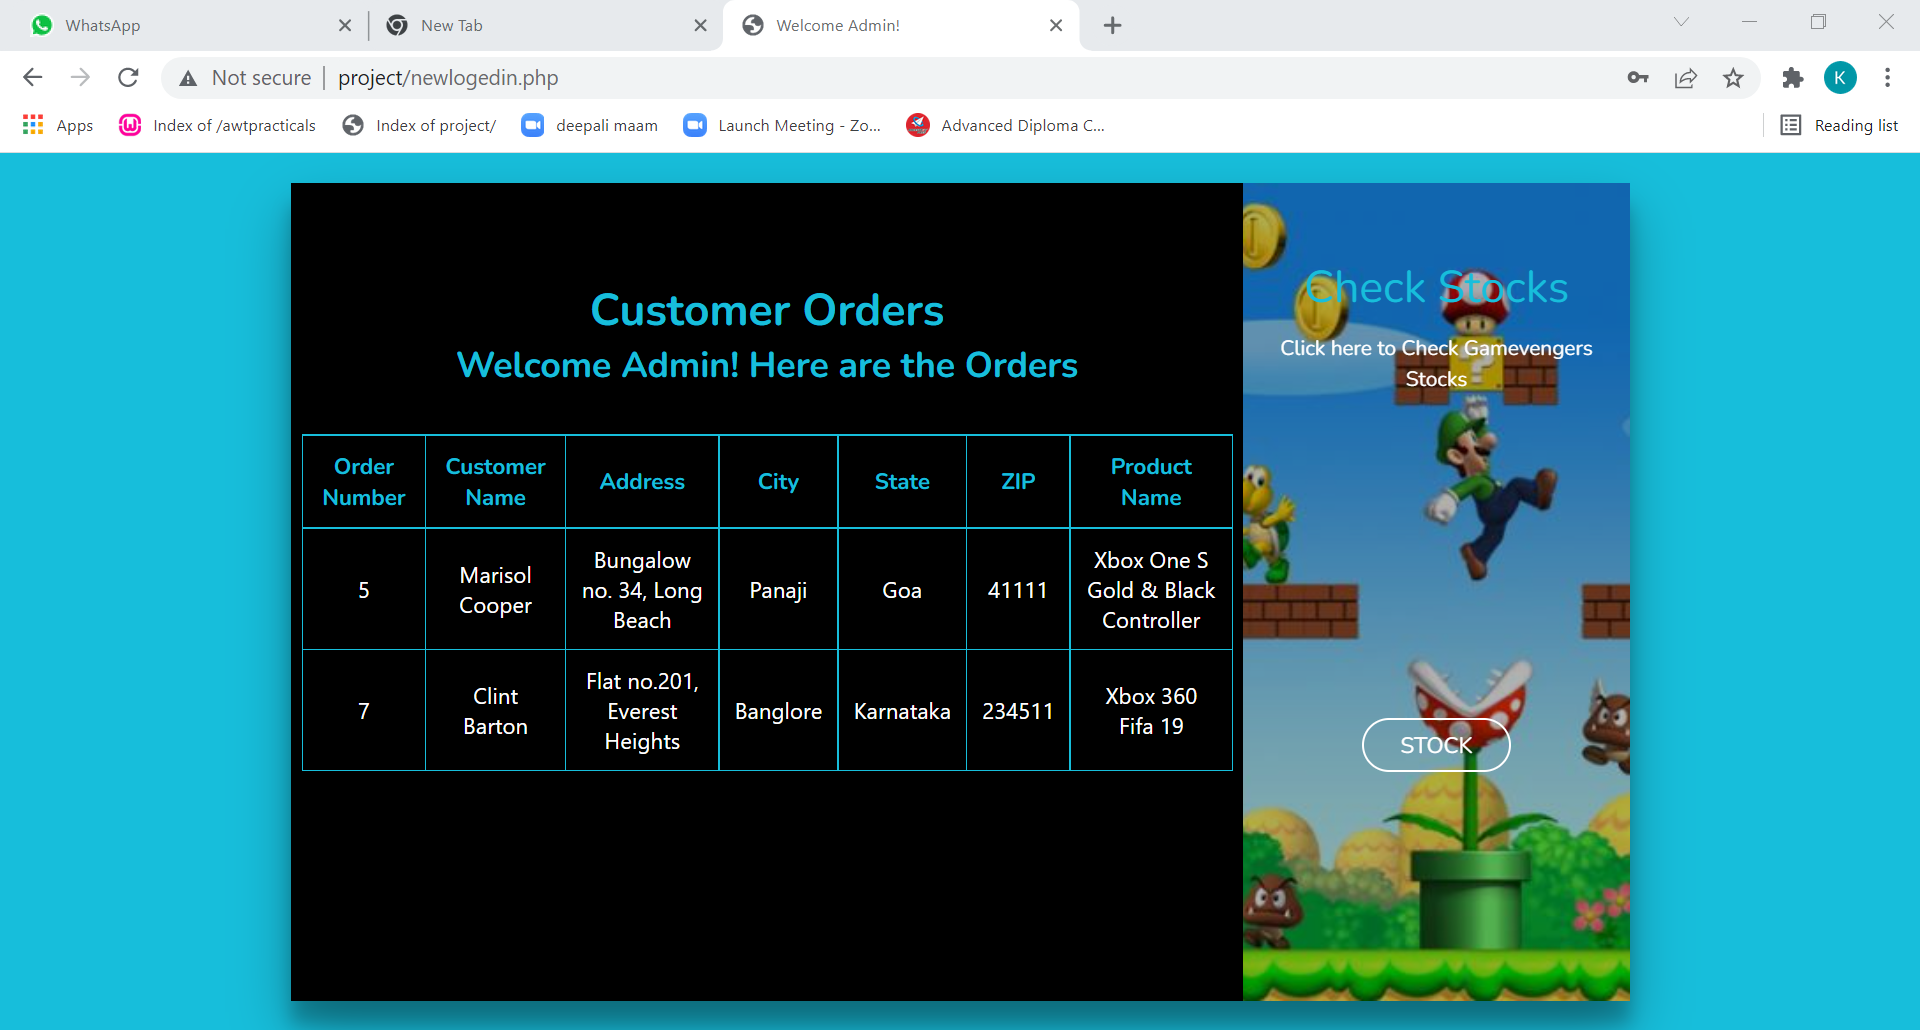 WhatsApp
New Tab
Welcome Admin!
Not secure
project/newlogedin.php
K
Apps
Index of /awtpracticals
Index of project/
deepali maam
Launch Meeting - Zo...
Advanced Diploma C...
Reading list
Customer Orders
Welcome Admin! Here are the Orders
Order
Number
Customer
Name
Address
City
State
ZIP
Product
Name
5
Marisol
Cooper
Bungalow
no. 34, Long
Beach
Panaji
Goa
41111
Xbox One S
Gold & Black
Controller
7
Clint
Barton
Flat no.201,
Everest
Heights
Banglore
Karnataka
234511
Xbox 360
Fifa 19
Check Stocks
Click here to Check Gamevengers
Stocks
?
STOCK